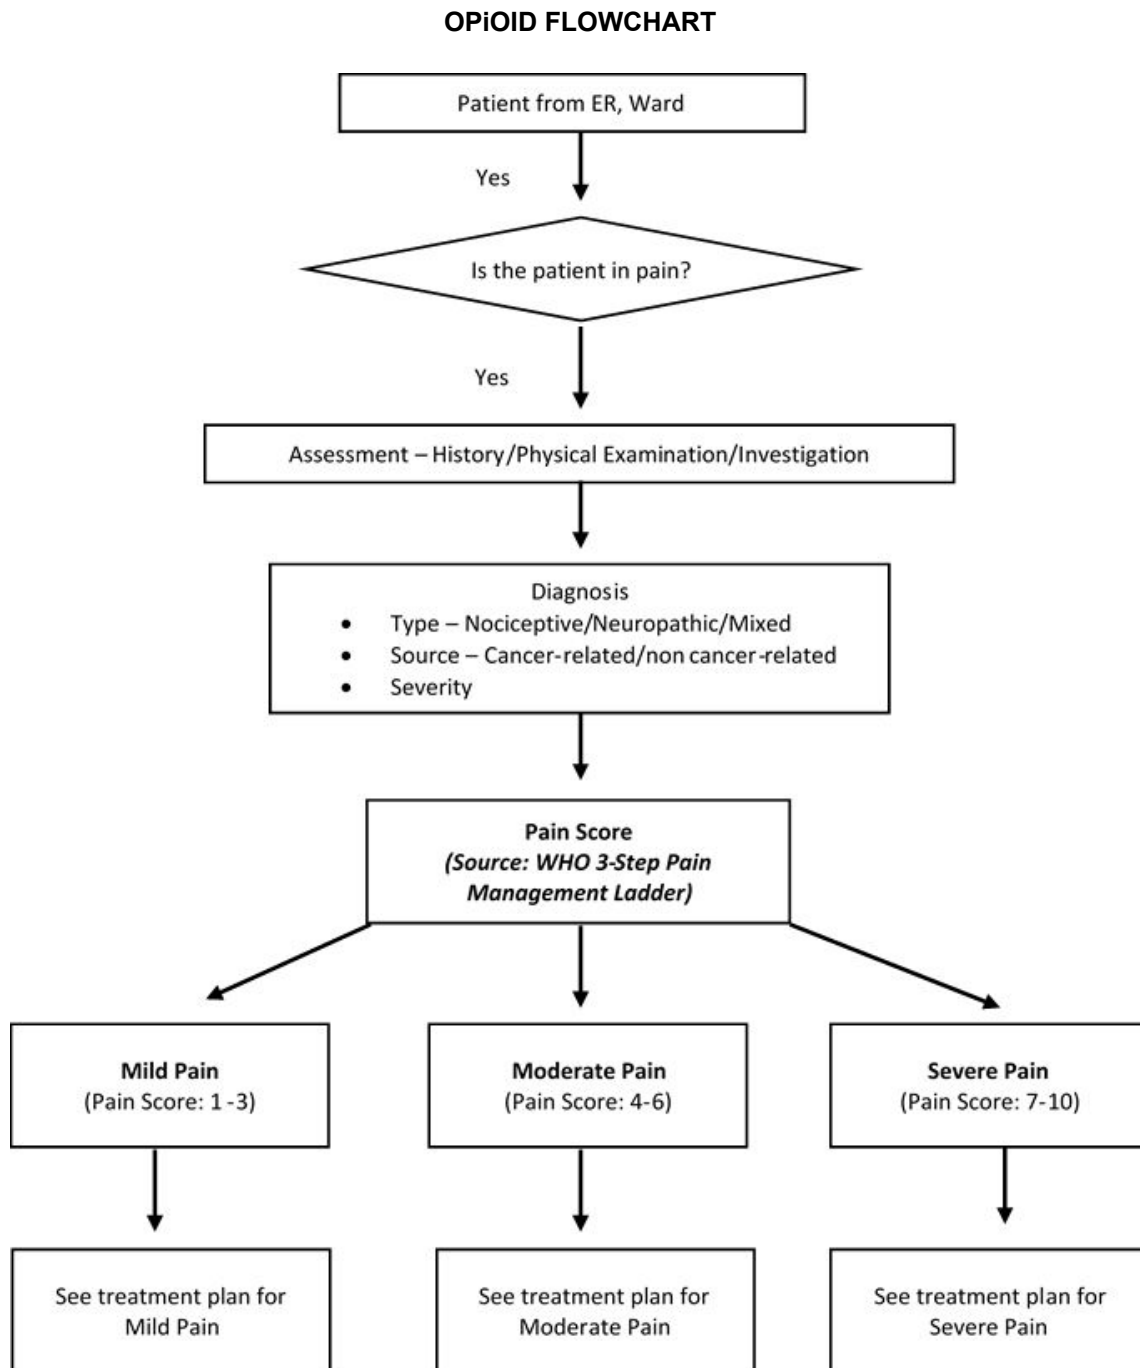 OPiOID FLOWCHART
Patient from ER, Ward
Yes
Is the patient in pain?
Yes
Assessment – History/Physical Examination/Investigation
Diagnosis
• Type – Nociceptive/Neuropathic/Mixed
• Source – Cancer-related/non cancer-related
• Severity
Pain Score
(Source: WHO 3-Step Pain
Management Ladder)
Mild Pain
(Pain Score: 1 -3)
Moderate Pain
(Pain Score: 4-6)
Severe Pain
(Pain Score: 7-10)
See treatment plan for
Mild Pain
See treatment plan for
Moderate Pain
See treatment plan for
Severe Pain